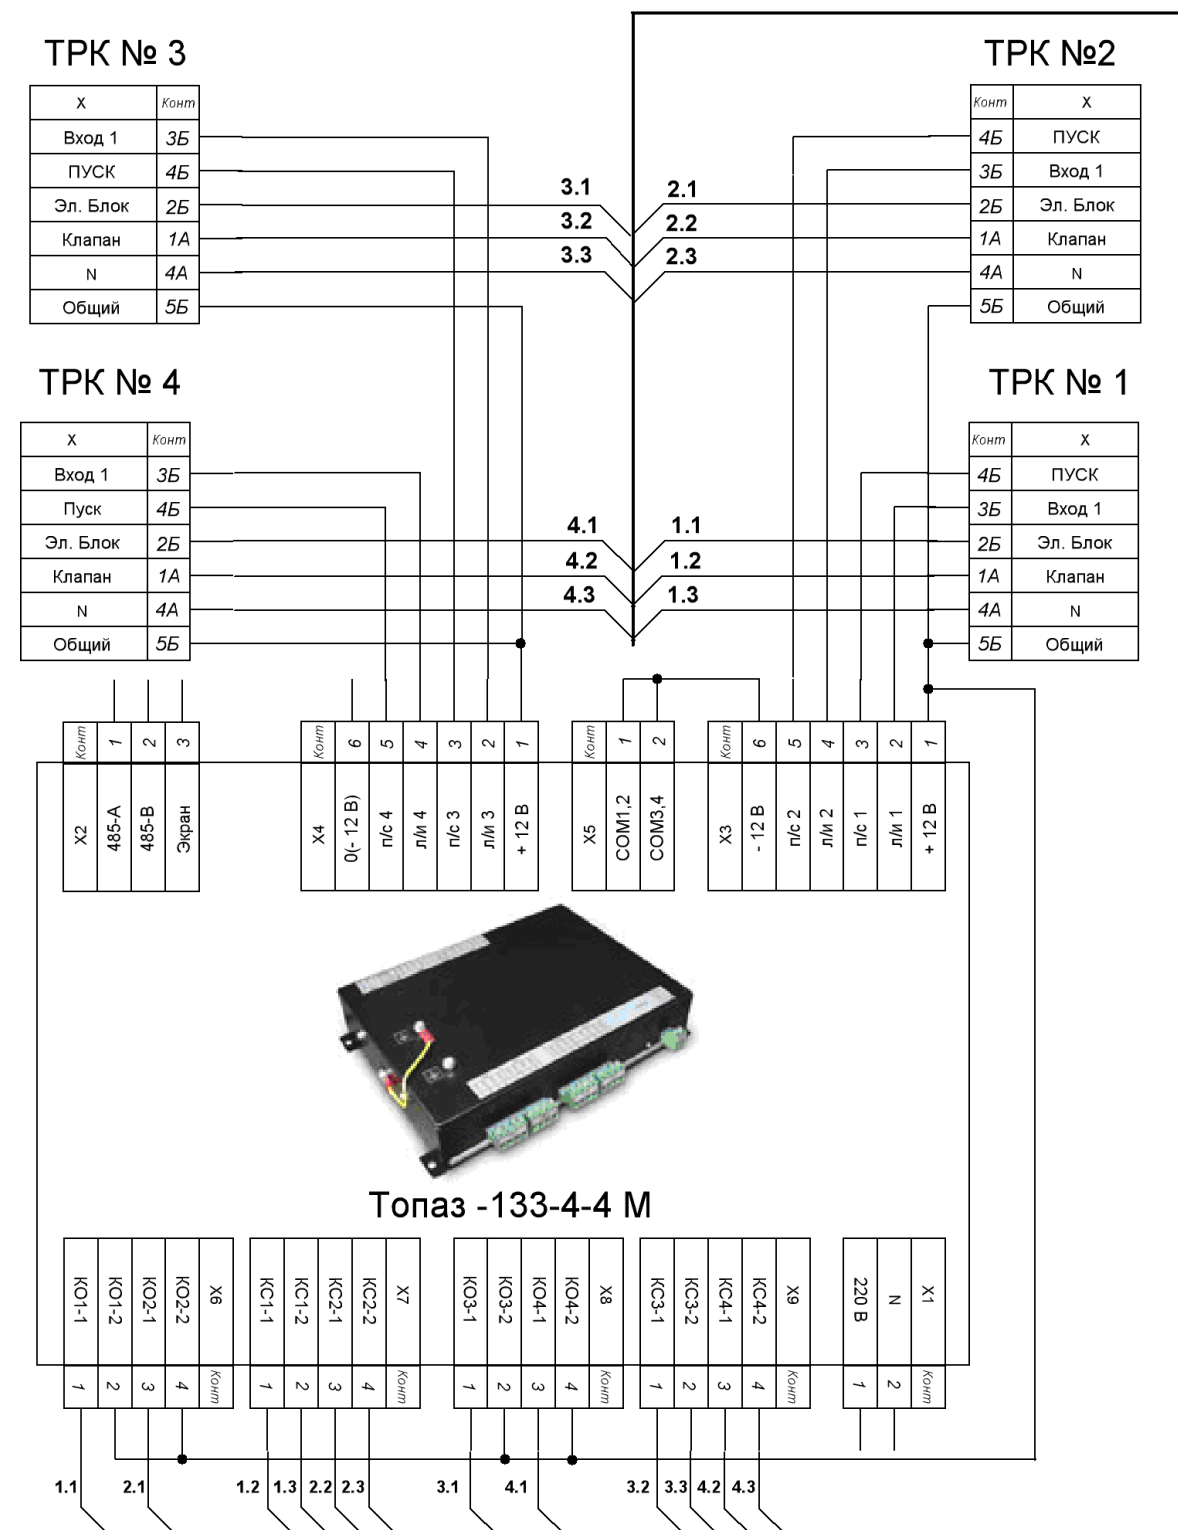 ТРК № 3
X Конт
Вход 1 3Б
ПУСК 4Б
Эл. Блок 2Б
Клапан 1А
N 4А
Общий 5Б
3.1
3.2
3.3
2.1
2.2
2.3
ТРК №2
Конт X
4Б ПУСК
3Б Вход 1
2Б Эл. Блок
1А Клапан
4А N
5Б Общий
ТРК № 4
X Конт
Вход 1 3Б
Пуск 4Б
Эл. Блок 2Б
Клапан 1А
N 4А
Общий 5Б
4.1
4.2
4.3
1.1
1.2
1.3
ТРК № 1
Конт X
4Б ПУСК
3Б Вход 1
2Б Эл. Блок
1А Клапан
4А N
5Б Общий
Конт 1 2 3
X2 485-A 485-B Экран
Конт 6 5 4 3 2 1
X4 0(- 12 В) п/с 4 л/и 4 п/с 3 л/и 3 + 12 В
Конт 1 2
X5 COM1,2 COM3,4
Конт 6 5 4 3 2 1
X3 - 12 В п/с 2 л/и 2 п/с 1 л/и 1 + 12 В
Топаз -133-4-4 М
КО1-1 КО1-2 КО2-1 КО2-2 X6
1 2 3 4 Конт
КС1-1 КС1-2 КС2-1 КС2-2 X7
1 2 3 4 Конт
КО3-1 КО3-2 КО4-1 КО4-2 X8
1 2 3 4 Конт
КС3-1 КС3-2 КС4-1 КС4-2 X9
1 2 3 4 Конт
220 В N X1
1 2 Конт
1.1 2.1 1.2 1.3 2.2 2.3 3.1 4.1 3.2 3.3 4.2 4.3